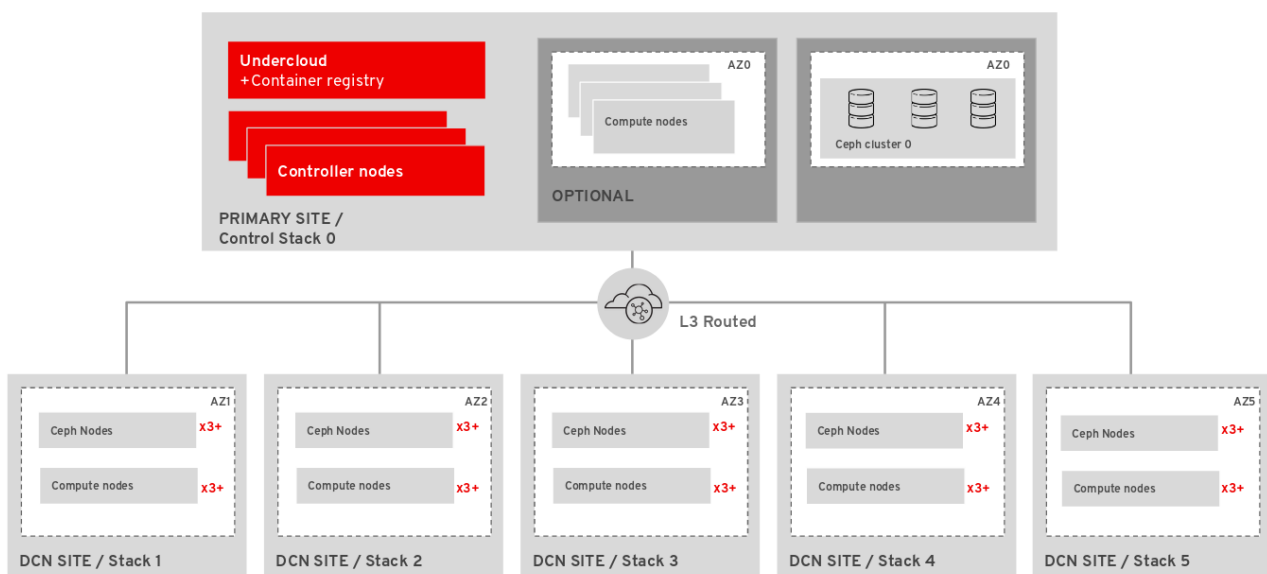 Undercloud
+Container registry
Controller nodes
PRIMARY SITE /
Control Stack 0
AZ0
Compute nodes
OPTIONAL
AZ0
Ceph cluster 0
L3 Routed
AZ1
Ceph Nodes
x3+
Compute nodes
x3+
DCN SITE / Stack 1
AZ2
Ceph Nodes
x3+
Compute nodes
x3+
DCN SITE / Stack 2
AZ3
Ceph Nodes
x3+
Compute nodes
x3+
DCN SITE / Stack 3
AZ4
Ceph Nodes
x3+
Compute nodes
x3+
DCN SITE / Stack 4
AZ5
Ceph Nodes
x3+
Compute nodes
x3+
DCN SITE / Stack 5